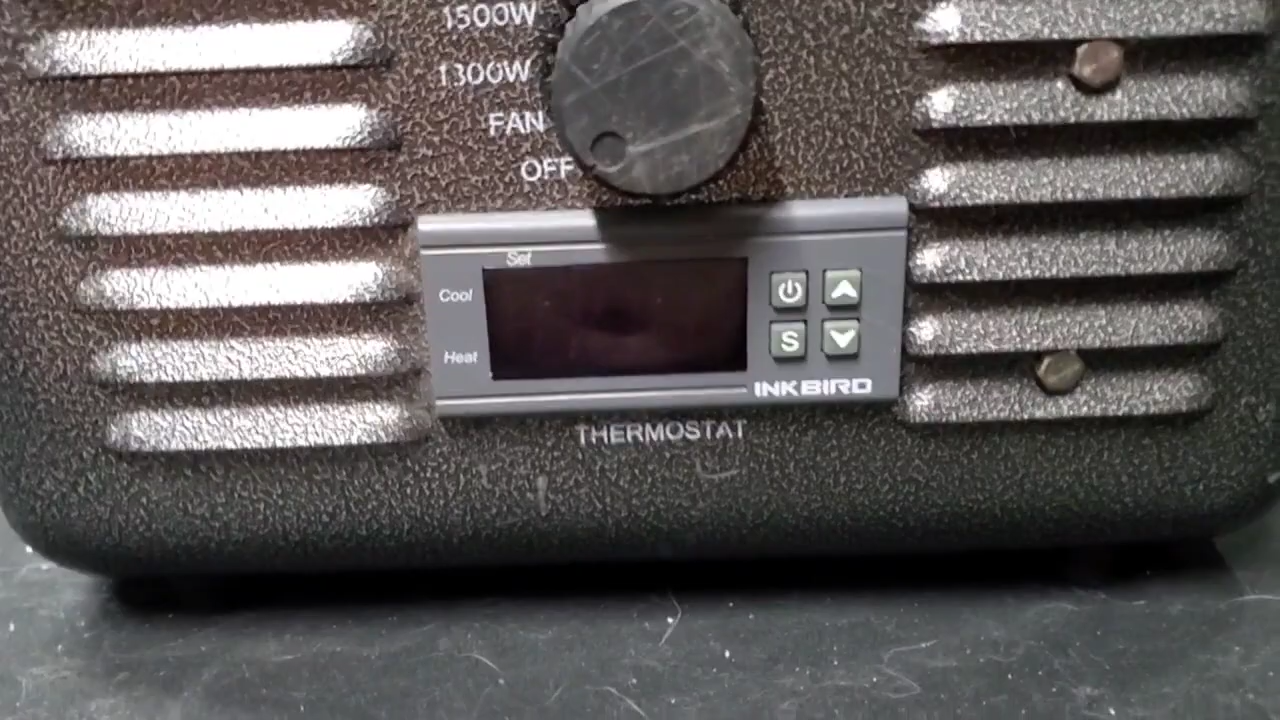 1500W
1300W
FAN
OFF
Set
Cool
Heat
S
INKBIRD
THERMOSTAT